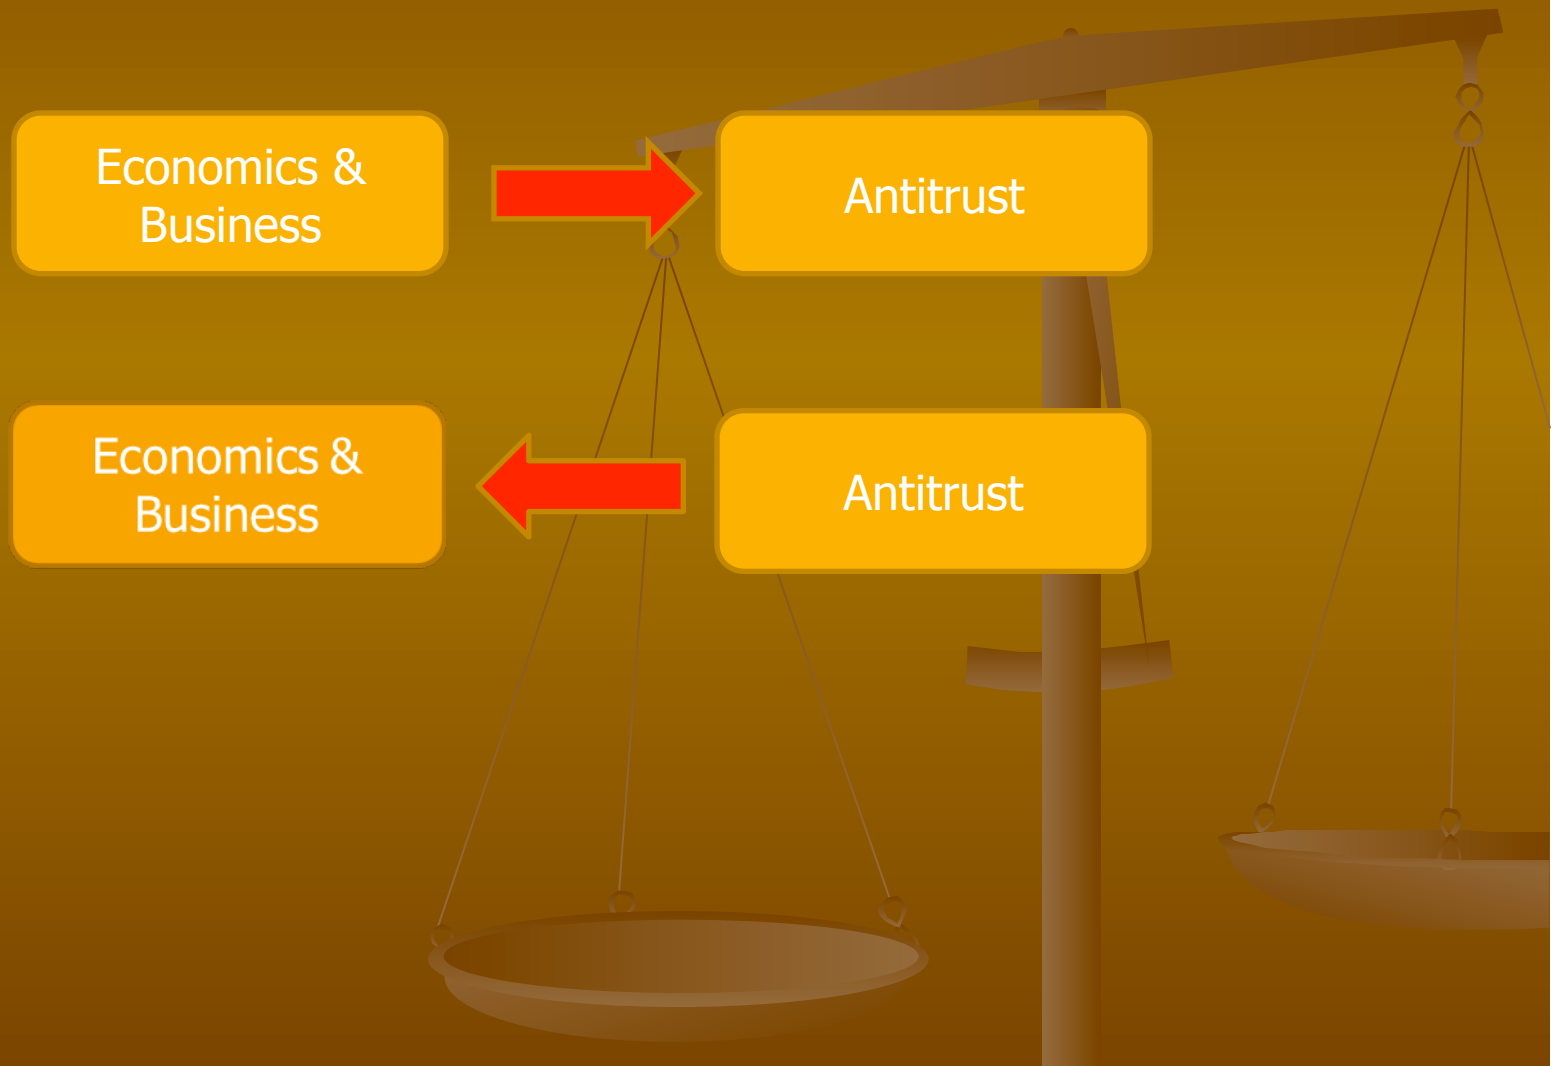 Economics &
Business
Antitrust
Economics &
Business
Antitrust